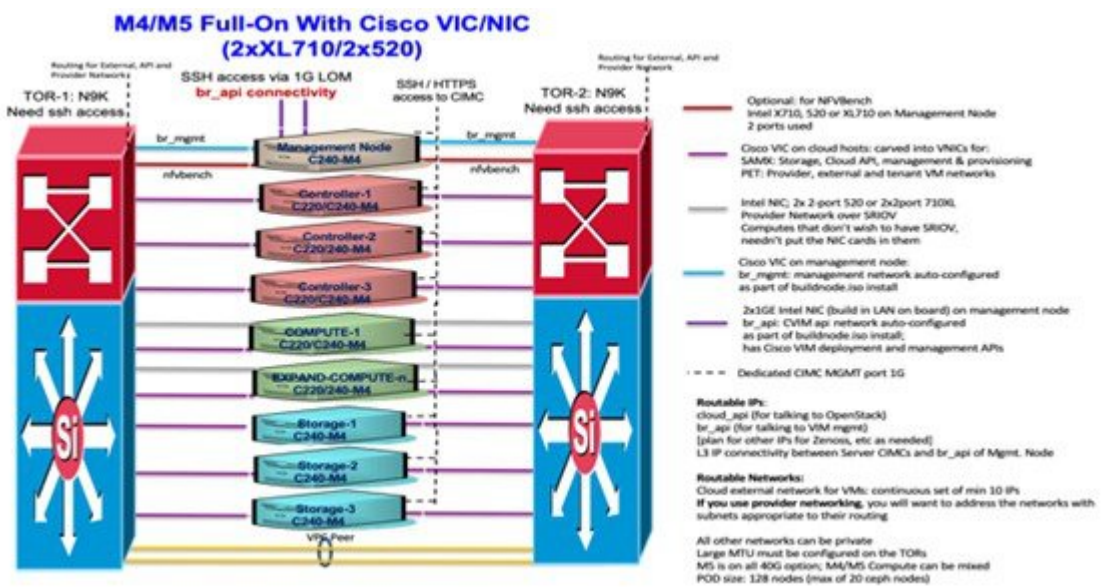 M4/M5 Full-On With Cisco VIC/NIC
(2xXL710/2x520)
Routing for External, API and
Provider Network
TOR-1: N9K
Need ssh access
SSH access via 1G LOM
br_api connectivity
SSH / HTTPS
access to CIMC
Routing for External, API and
Provider Network
TOR-2: N9K
Need ssh access
br_mgmt
Management Node
C240-M4
br_mgmt
nfvbench
nfvbench
Controller-1
C220/C240-M4
Controller-2
C220/240-M4
Controller-3
C220/C240-M4
COMPUTE-1
C220/C240-M4
EXPAND-COMPUTE-n
C220/240-M4
Storage-1
C240-M4
Storage-2
C240-M4
Storage-3
C240-M4
VPC Peer
Si
Si
Optional: for NFVBench
Intel X710, 520 or XL710 on Management Node
2 ports used
Cisco VIC on cloud hosts: carved into VNICs for:
SAMX: Storage, Cloud API, management & provisioning
PET: Provider, external and tenant VM networks
Intel NIC; 2x 2-port 520 or 2x2port 710XL
Provider Network over SRIOV
Computes that don't wish to have SRIOV,
needn't put the NIC cards in them
Cisco VIC on management node:
br_mgmt: management network auto-configured
as part of buildnode.iso install
2x1GE Intel NIC (build in LAN on board) on management node
br_api: CVIM api network auto-configured
as part of buildnode.iso install;
has Cisco VIM deployment and management APIs
Dedicated CIMC MGMT port 1G
Routable IPs:
cloud_api (for talking to OpenStack)
br_api (for talking to VIM mgmt)
[plan for other IPs for Zenoss, etc as needed]
L3 IP connectivity between Server CIMCs and br_api of Mgmt. Node
Routable Networks:
Cloud external network for VMs: continuous set of min 10 IPs
If you use provider networking, you will want to address the networks with
subnets appropriate to their routing
All other networks can be private
Large MTU must be configured on the TORs
M5 is on all 40G option; M4/M5 Compute can be mixed
POD size: 128 nodes (max of 20 ceph nodes)